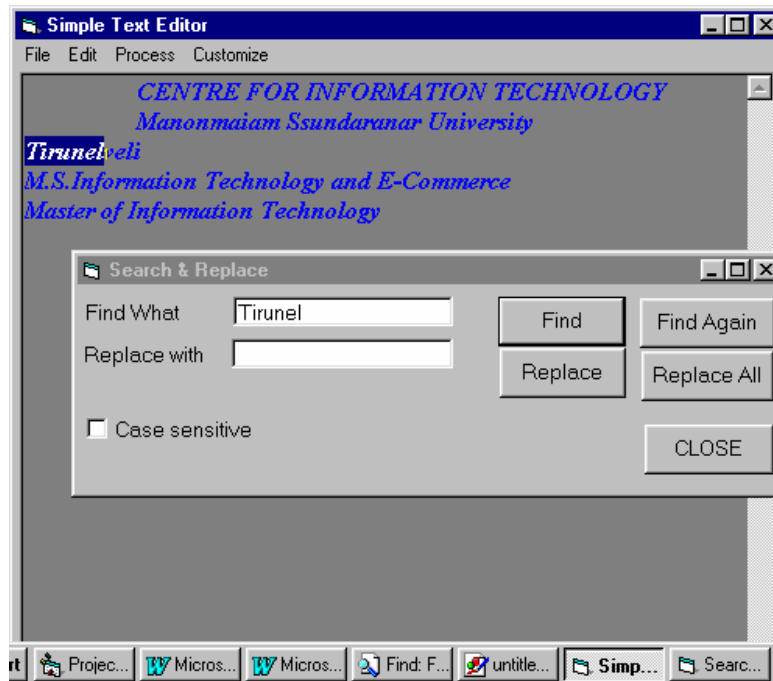 Simple Text Editor
File Edit Process Customize
CENTRE FOR INFORMATION TECHNOLOGY
Manonmaiam Ssundaranar University
Tirunelveli
M.S.Information Technology and E-Commerce
Master of Information Technology
Search & Replace
Find What Tirunel Find Find Again
Replace with Replace Replace All
Case sensitive
CLOSE
rt Projec... Micros... Micros... Find: F... untitle... Simp... Searc...